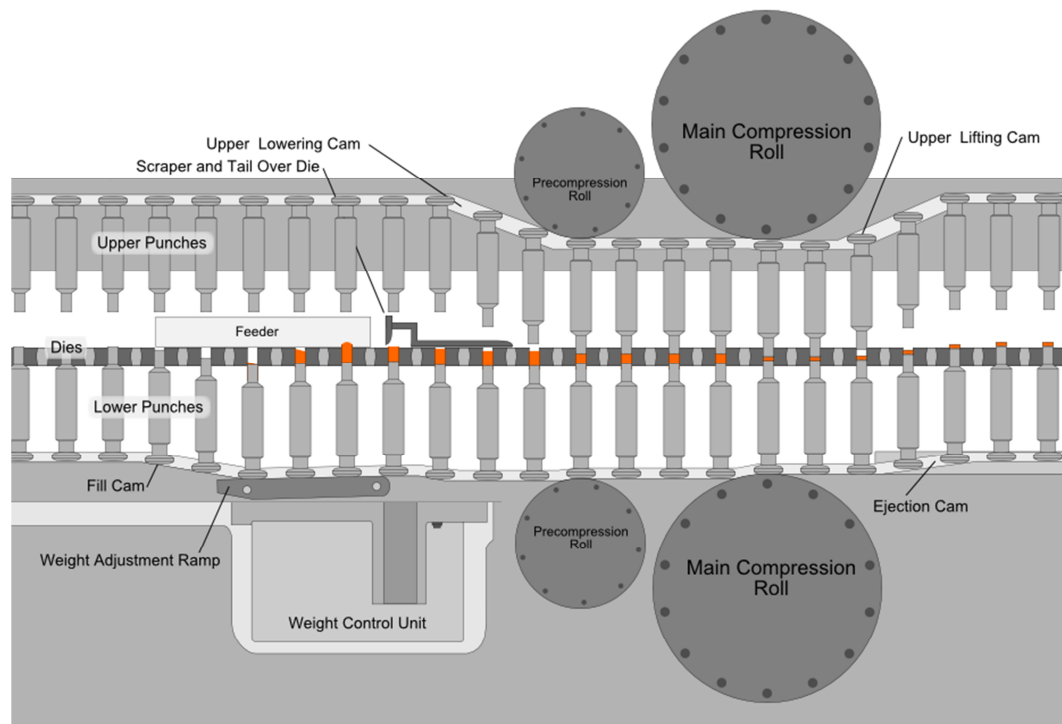 Upper Lowering Cam
Scraper and Tail Over Die
Main Compression
Roll
Upper Lifting Cam
Precompression
Roll
Upper Punches
Feeder
Dies
Lower Punches
Fill Cam
Ejection Cam
Weight Adjustment Ramp
Precompression
Roll
Main Compression
Roll
Weight Control Unit